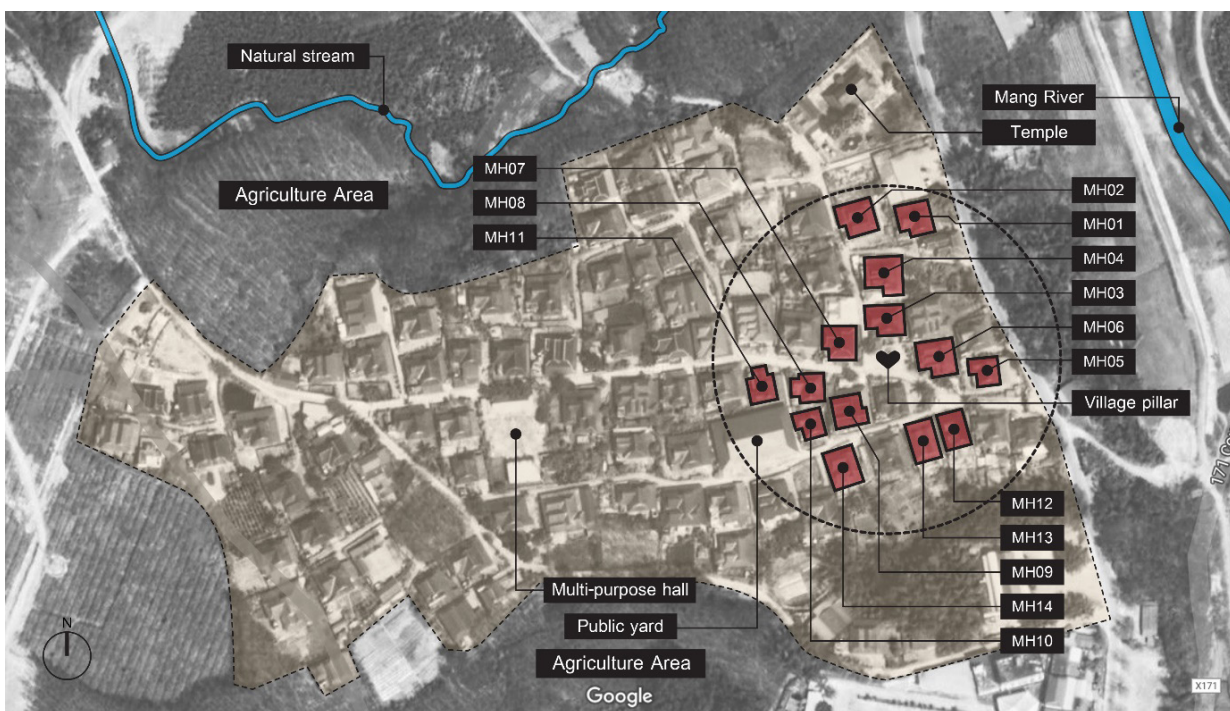 Natural stream
Mang River
Temple
MH07
MH08
MH11
Agriculture Area
MH02
MH01
MH04
MH03
MH06
MH05
Village pillar
MH12
MH13
MH09
MH14
MH10
Multi-purpose hall
Public yard
Agriculture Area
N
Google
X171